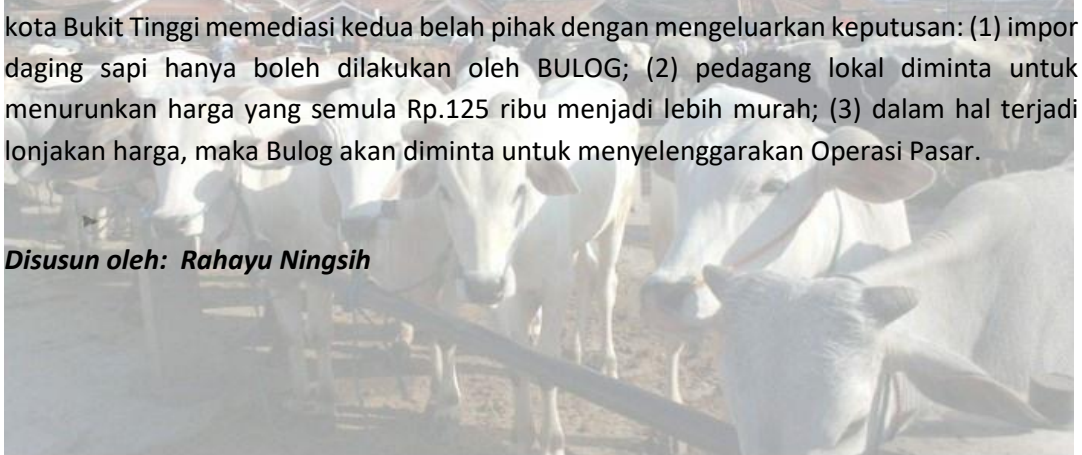 kota Bukit Tinggi memediasi kedua belah pihak dengan mengeluarkan keputusan: (1) impor
daging sapi hanya boleh dilakukan oleh BULOG; (2) pedagang lokal diminta untuk
menurunkan harga yang semula Rp.125 ribu menjadi lebih murah; (3) dalam hal terjadi
lonjakan harga, maka Bulog akan diminta untuk menyelenggarakan Operasi Pasar.
Disusun oleh: Rahayu Ningsih